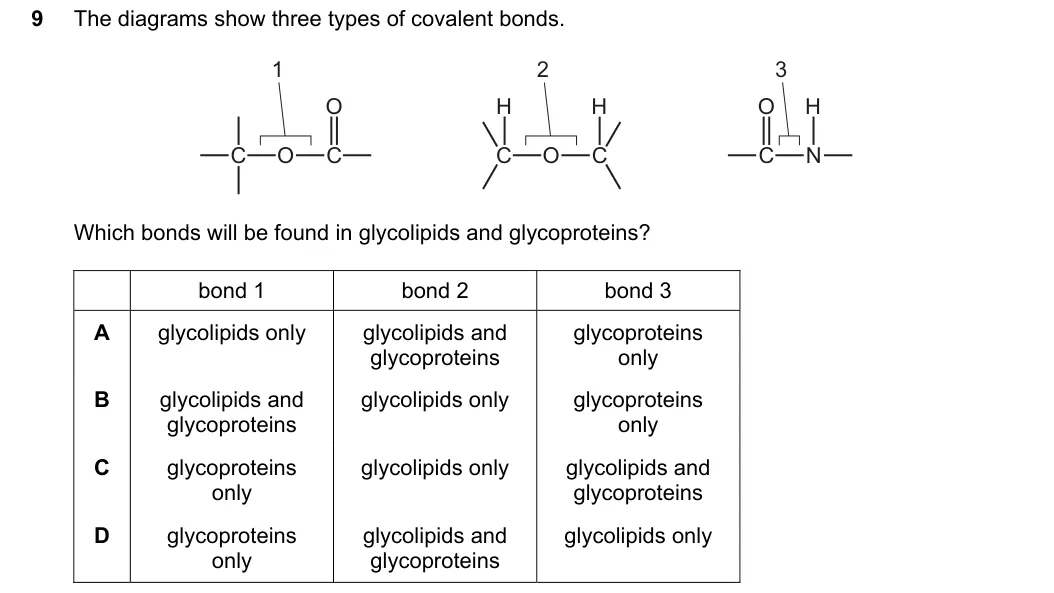 9 The diagrams show three types of covalent bonds.
1 2 3
O H H O H
C O C C O C C N
Which bonds will be found in glycolipids and glycoproteins?
bond 1 bond 2 bond 3
A glycolipids only glycolipids and glycoproteins glycoproteins only
B glycolipids and glycoproteins glycolipids only glycoproteins only
C glycoproteins only glycolipids only glycolipids and glycoproteins
D glycoproteins only glycolipids and glycoproteins glycolipids only